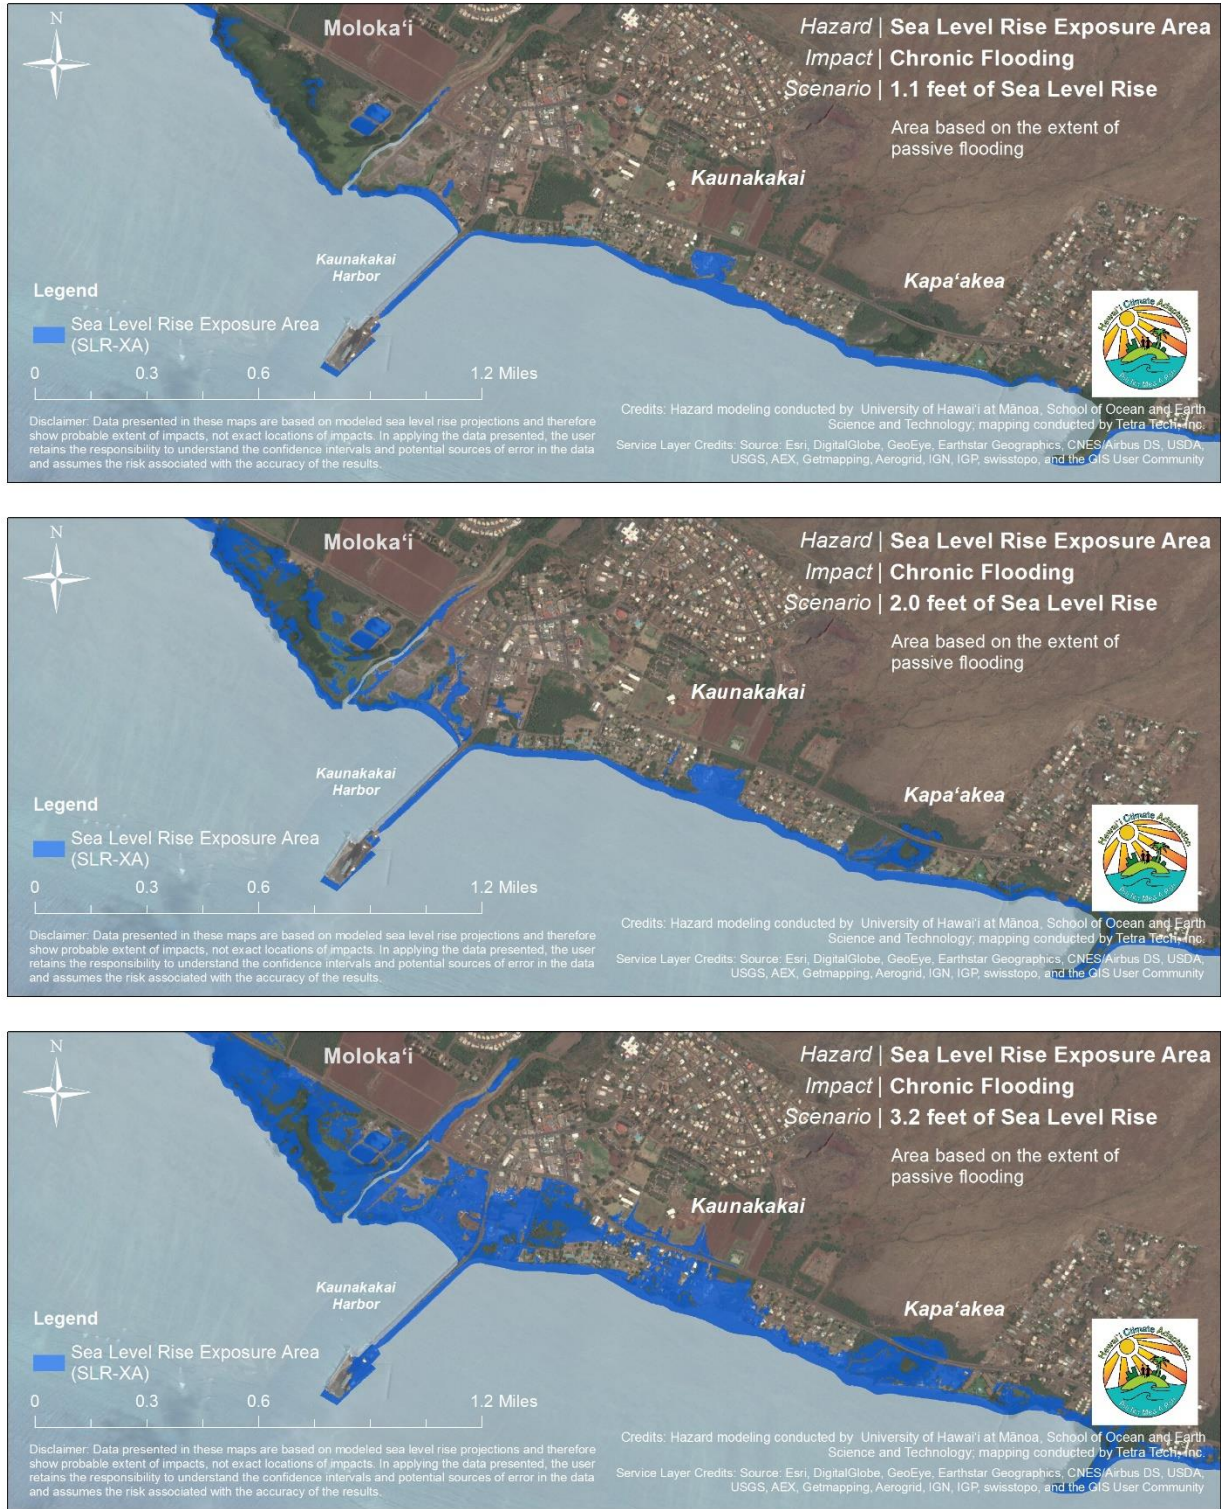 N
Moloka‘i
Hazard | Sea Level Rise Exposure Area
Impact | Chronic Flooding
Scenario | 1.1 feet of Sea Level Rise
Area based on the extent of
passive flooding
Kaunakakai
Kaunakakai
Harbor
Kapa‘akea
Legend
Sea Level Rise Exposure Area
(SLR-XA)
0 0.3 0.6 1.2 Miles
Hawai‘i Climate Adaptation
Disclaimer: Data presented in these maps are based on modeled sea level rise projections and therefore
show probable extent of impacts, not exact locations of impacts. In applying the data presented, the user
retains the responsibility to understand the confidence intervals and potential sources of error in the data
and assumes the risk associated with the accuracy of the results.
Credits: Hazard modeling conducted by University of Hawai‘i at Mānoa, School of Ocean and Earth
Science and Technology; mapping conducted by Tetra Tech, Inc.
Service Layer Credits: Source: Esri, DigitalGlobe, GeoEye, Earthstar Geographics, CNES/Airbus DS, USDA,
USGS, AEX, Getmapping, Aerogrid, IGN, IGP, swisstopo, and the GIS User Community
N
Moloka‘i
Hazard | Sea Level Rise Exposure Area
Impact | Chronic Flooding
Scenario | 2.0 feet of Sea Level Rise
Area based on the extent of
passive flooding
Kaunakakai
Kaunakakai
Harbor
Kapa‘akea
Legend
Sea Level Rise Exposure Area
(SLR-XA)
0 0.3 0.6 1.2 Miles
Hawai‘i Climate Adaptation
Disclaimer: Data presented in these maps are based on modeled sea level rise projections and therefore
show probable extent of impacts, not exact locations of impacts. In applying the data presented, the user
retains the responsibility to understand the confidence intervals and potential sources of error in the data
and assumes the risk associated with the accuracy of the results.
Credits: Hazard modeling conducted by University of Hawai‘i at Mānoa, School of Ocean and Earth
Science and Technology; mapping conducted by Tetra Tech, Inc.
Service Layer Credits: Source: Esri, DigitalGlobe, GeoEye, Earthstar Geographics, CNES/Airbus DS, USDA,
USGS, AEX, Getmapping, Aerogrid, IGN, IGP, swisstopo, and the GIS User Community
N
Moloka‘i
Hazard | Sea Level Rise Exposure Area
Impact | Chronic Flooding
Scenario | 3.2 feet of Sea Level Rise
Area based on the extent of
passive flooding
Kaunakakai
Kaunakakai
Harbor
Kapa‘akea
Legend
Sea Level Rise Exposure Area
(SLR-XA)
0 0.3 0.6 1.2 Miles
Hawai‘i Climate Adaptation
Disclaimer: Data presented in these maps are based on modeled sea level rise projections and therefore
show probable extent of impacts, not exact locations of impacts. In applying the data presented, the user
retains the responsibility to understand the confidence intervals and potential sources of error in the data
and assumes the risk associated with the accuracy of the results.
Credits: Hazard modeling conducted by University of Hawai‘i at Mānoa, School of Ocean and Earth
Science and Technology; mapping conducted by Tetra Tech, Inc.
Service Layer Credits: Source: Esri, DigitalGlobe, GeoEye, Earthstar Geographics, CNES/Airbus DS, USDA,
USGS, AEX, Getmapping, Aerogrid, IGN, IGP, swisstopo, and the GIS User Community